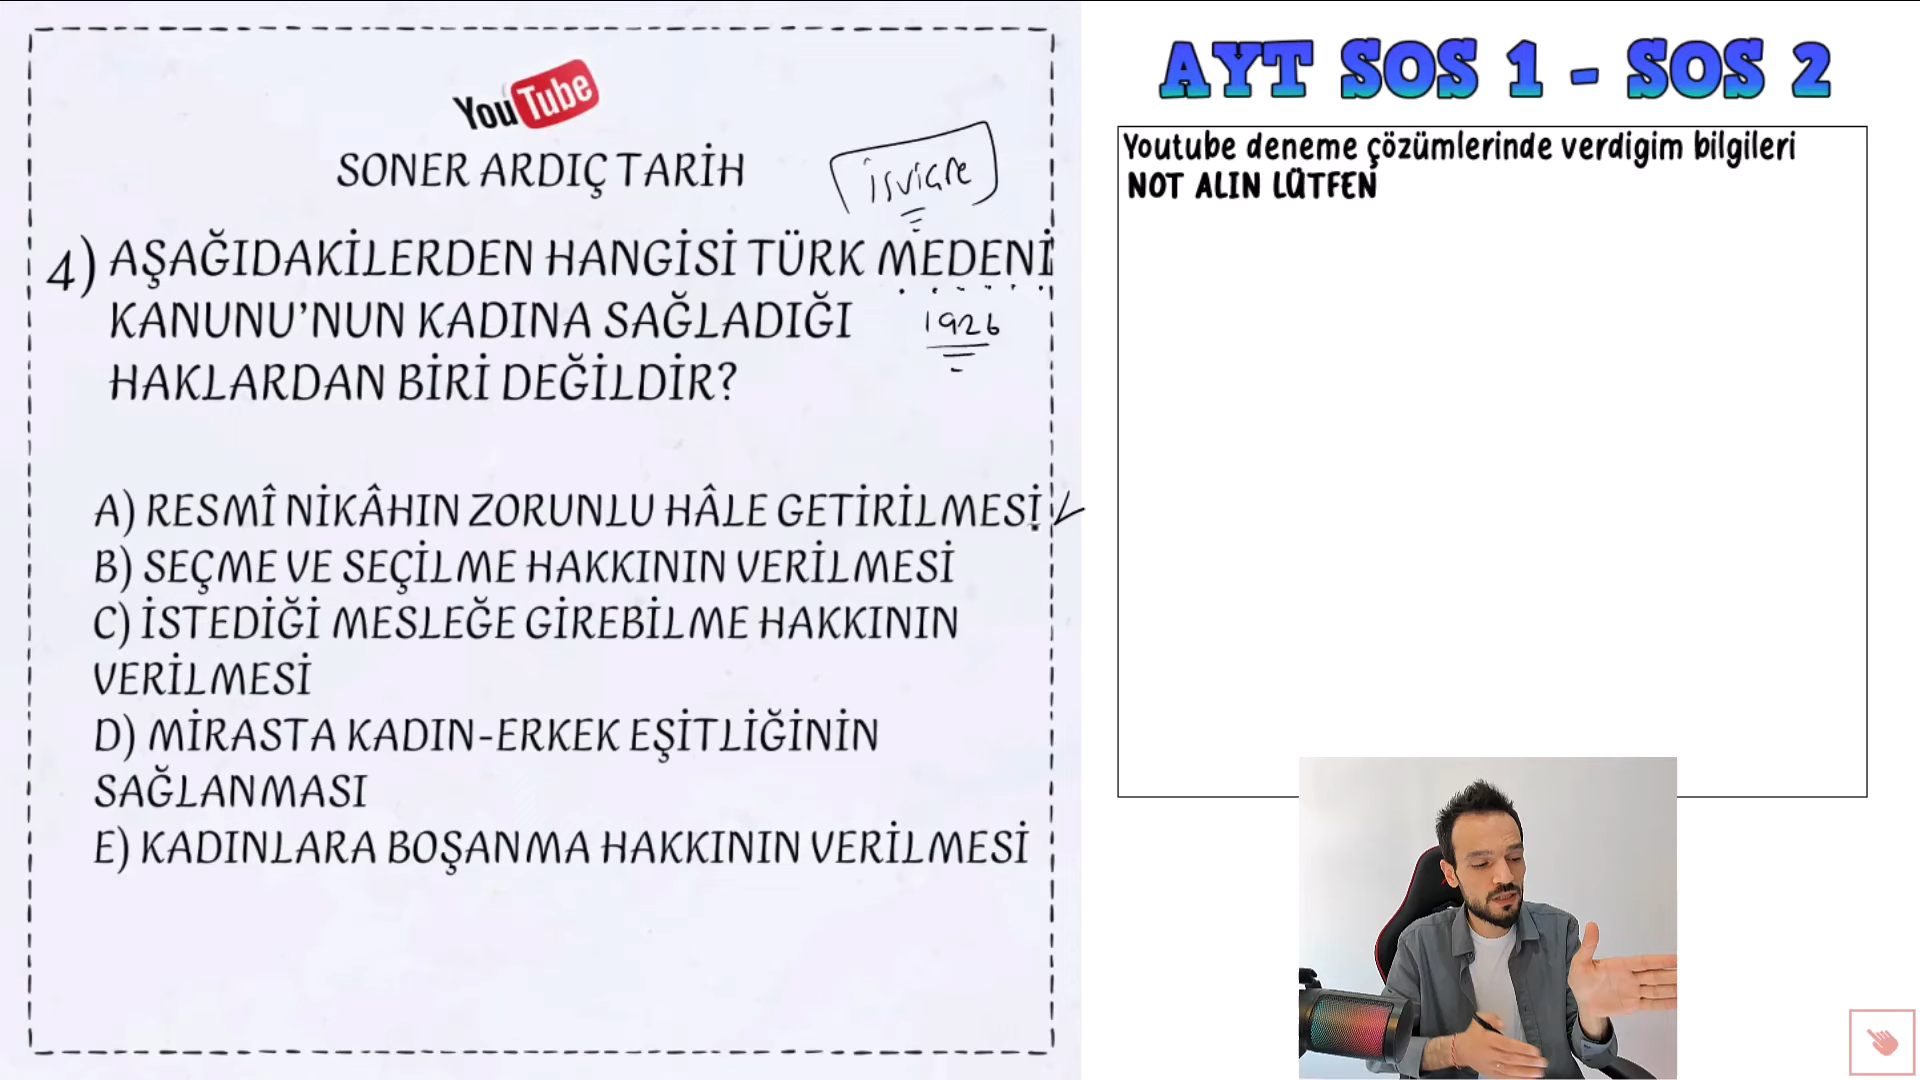 YouTube
SONER ARDIÇ TARİH
isviçre
4) AŞAĞIDAKİLERDEN HANGİSİ TÜRK MEDENİ
KANUNU'NUN KADINA SAĞLADIĞI
1926
HAKLARDAN BİRİ DEĞİLDİR?
A) RESMÎ NİKÂHIN ZORUNLU HÂLE GETİRİLMESİ
B) SEÇME VE SEÇİLME HAKKININ VERİLMESİ
C) İSTEDİĞİ MESLEĞE GİREBİLME HAKKININ
VERİLMESİ
D) MİRASTA KADIN-ERKEK EŞİTLİĞİNİN
SAĞLANMASI
E) KADINLARA BOŞANMA HAKKININ VERİLMESİ
AYT SOS 1 - SOS 2
Youtube deneme çözümlerinde verdigim bilgileri
NOT ALIN LÜTFEN